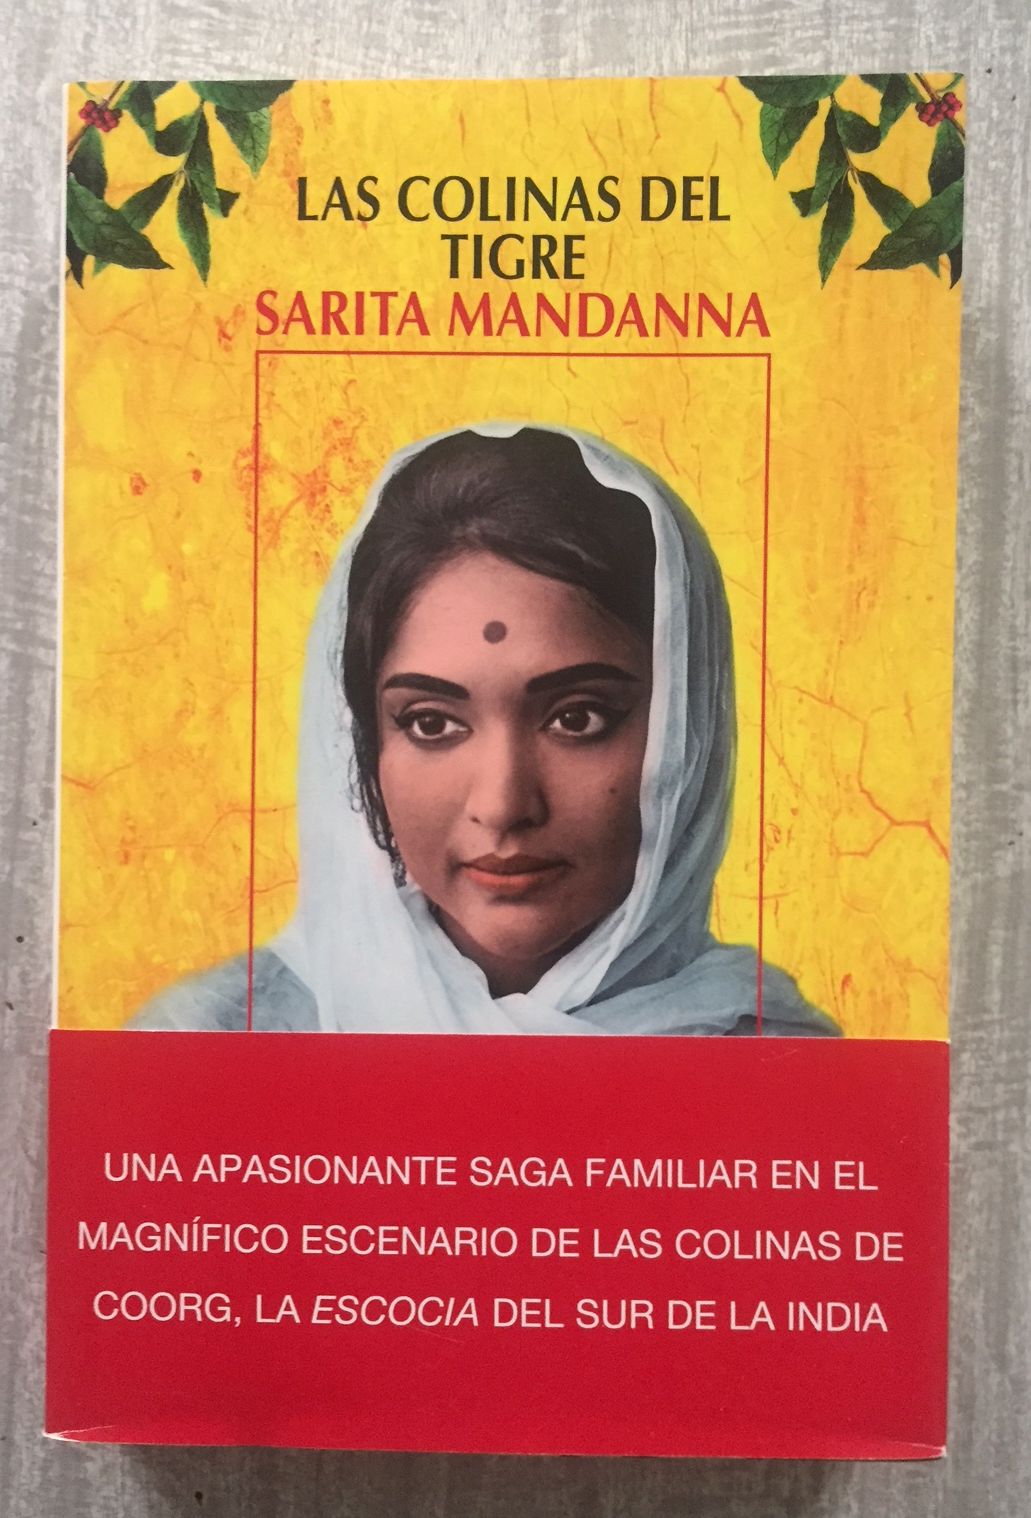 LAS COLINAS DEL
TIGRE
SARITA MANDANNA
UNA APASIONANTE SAGA FAMILIAR EN EL
MAGNÍFICO ESCENARIO DE LAS COLINAS DE
COORG, LA ESCOCIA DEL SUR DE LA INDIA